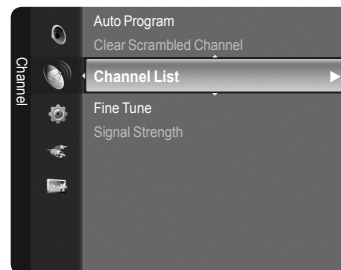 Channel
Auto Program
Clear Scrambled Channel
Channel List
Fine Tune
Signal Strength